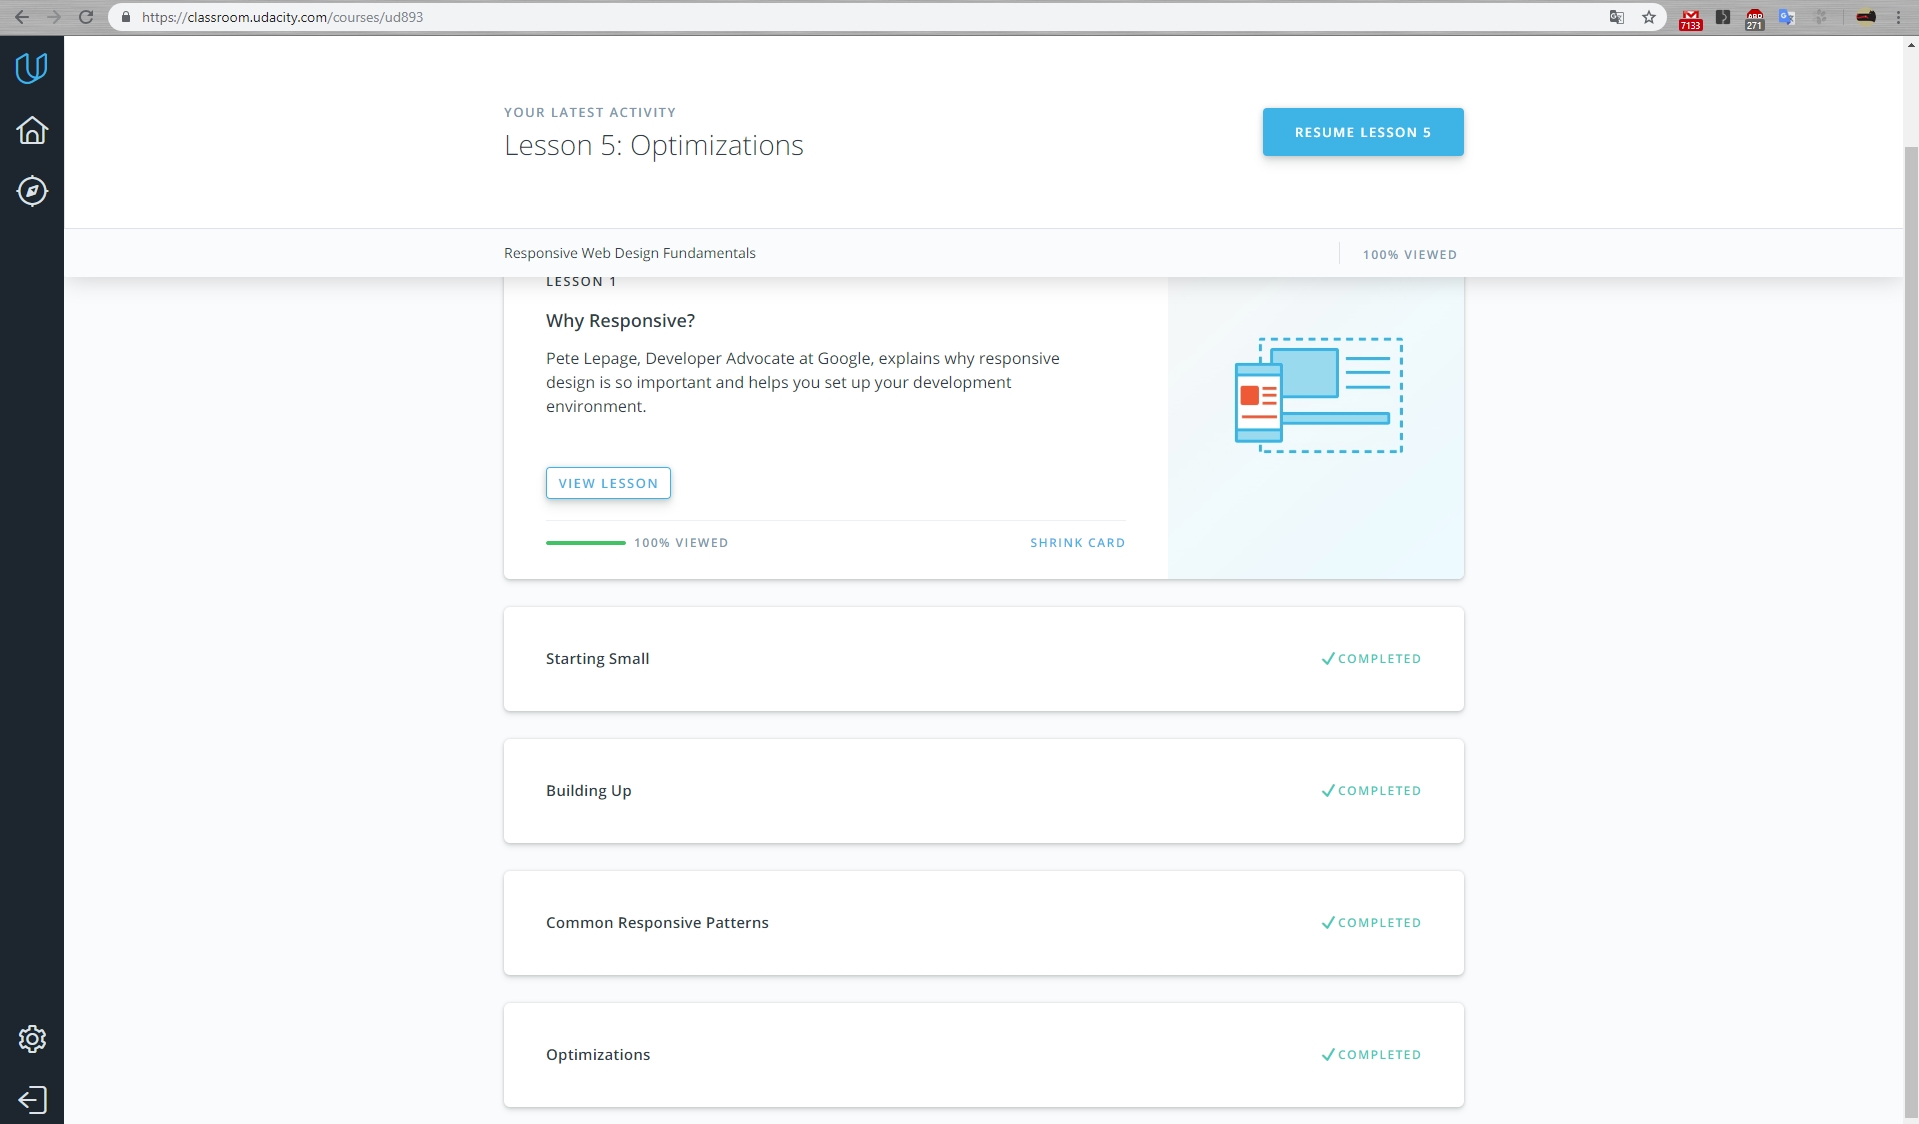 https://classroom.udacity.com/courses/ud893
7133
ABP
271
YOUR LATEST ACTIVITY
Lesson 5: Optimizations
RESUME LESSON 5
Responsive Web Design Fundamentals
100% VIEWED
LESSON 1
Why Responsive?
Pete Lepage, Developer Advocate at Google, explains why responsive
design is so important and helps you set up your development
environment.
VIEW LESSON
100% VIEWED
SHRINK CARD
Starting Small
COMPLETED
Building Up
COMPLETED
Common Responsive Patterns
COMPLETED
Optimizations
COMPLETED